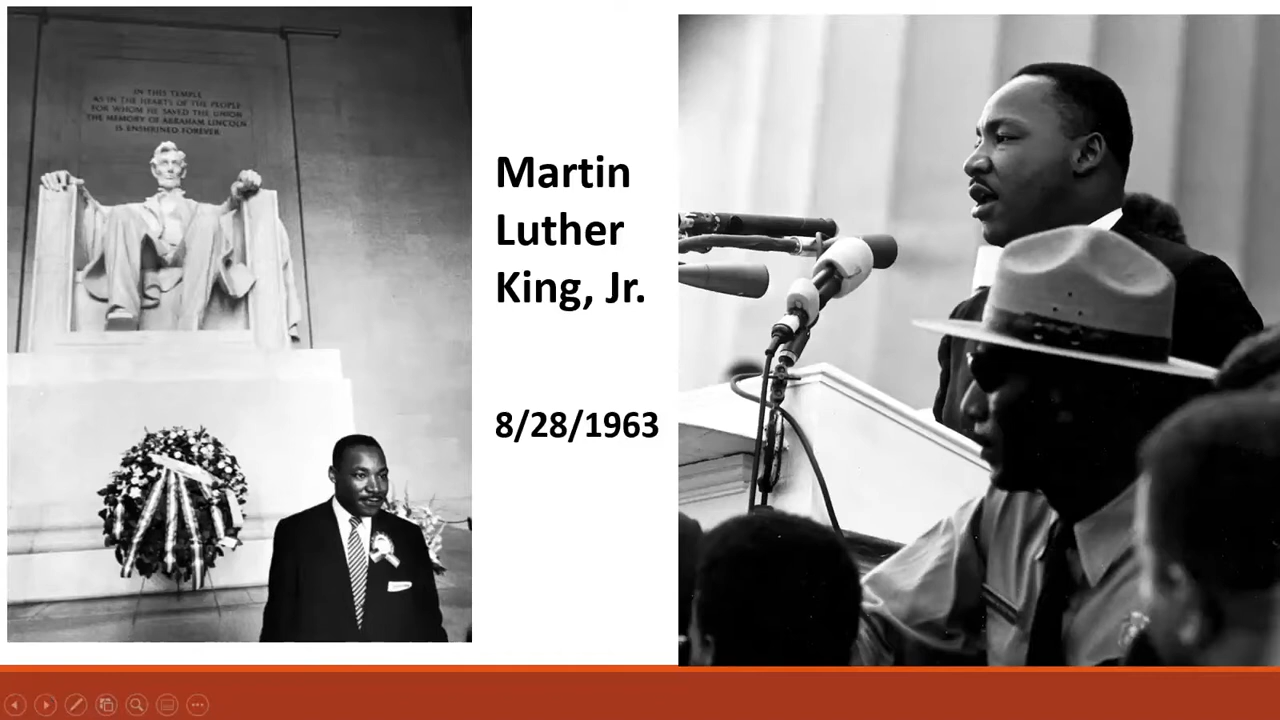 IN THIS TEMPLE
AS IN THE HEARTS OF THE PEOPLE
FOR WHOM HE SAVED THE UNION
THE MEMORY OF ABRAHAM LINCOLN
IS ENSHRINED FOREVER
Martin
Luther
King, Jr.
8/28/1963